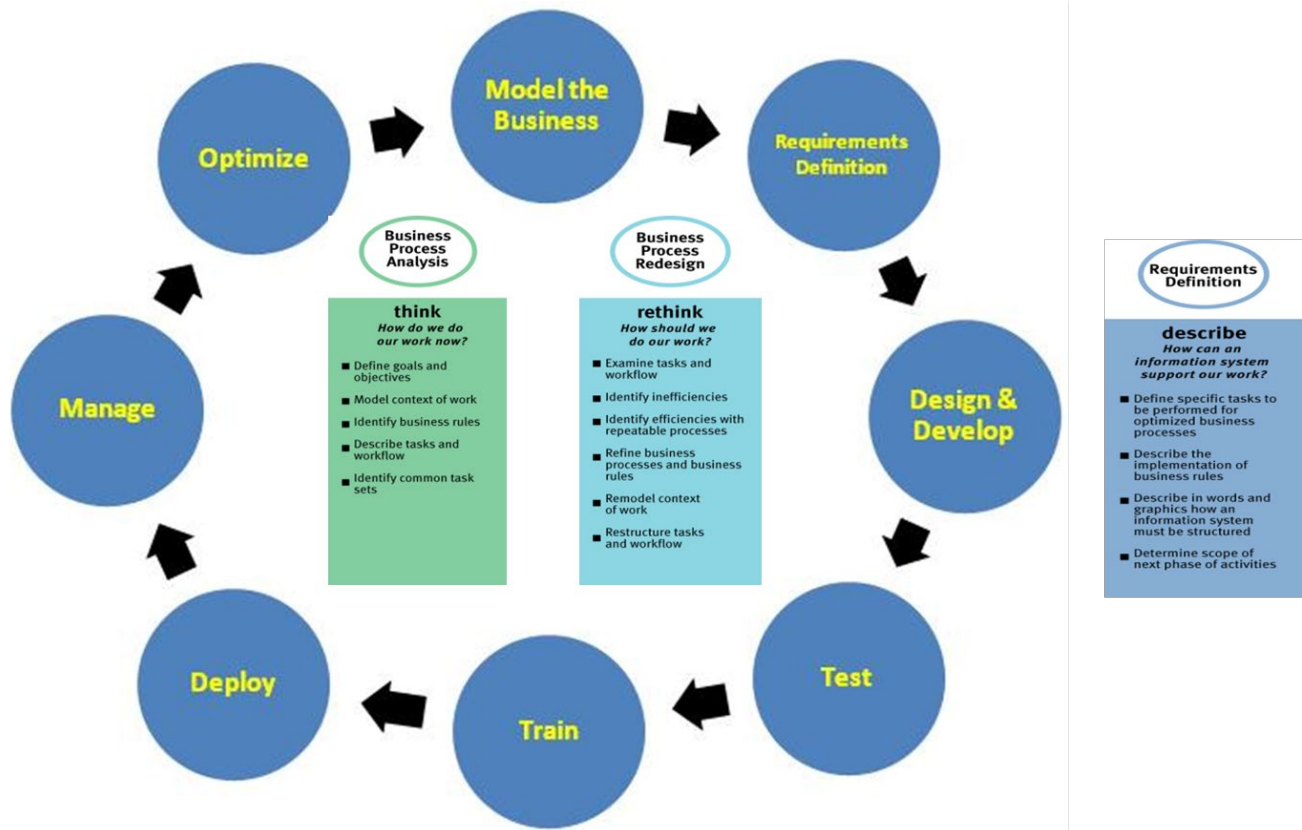 Model the
Business
Optimize
Requirements
Definition
Business
Process
Analysis
think
How do we do
our work now?
■ Define goals and
objectives
■ Model context of work
■ Identify business rules
■ Describe tasks and
workflow
■ Identify common task
sets
Business
Process
Redesign
rethink
How should we
do our work?
■ Examine tasks and
workflow
■ Identify inefficiencies
■ Identify efficiencies with
repeatable processes
■ Refine business
processes and business
rules
■ Remodel context
of work
■ Restructure tasks
and workflow
Requirements
Definition
describe
How can an
information system
support our work?
■ Define specific tasks to
be performed for
optimized business
processes
■ Describe the
implementation of
business rules
■ Describe in words and
graphics how an
information system
must be structured
■ Determine scope of
next phase of activities
Manage
Design &
Develop
Deploy
Test
Train